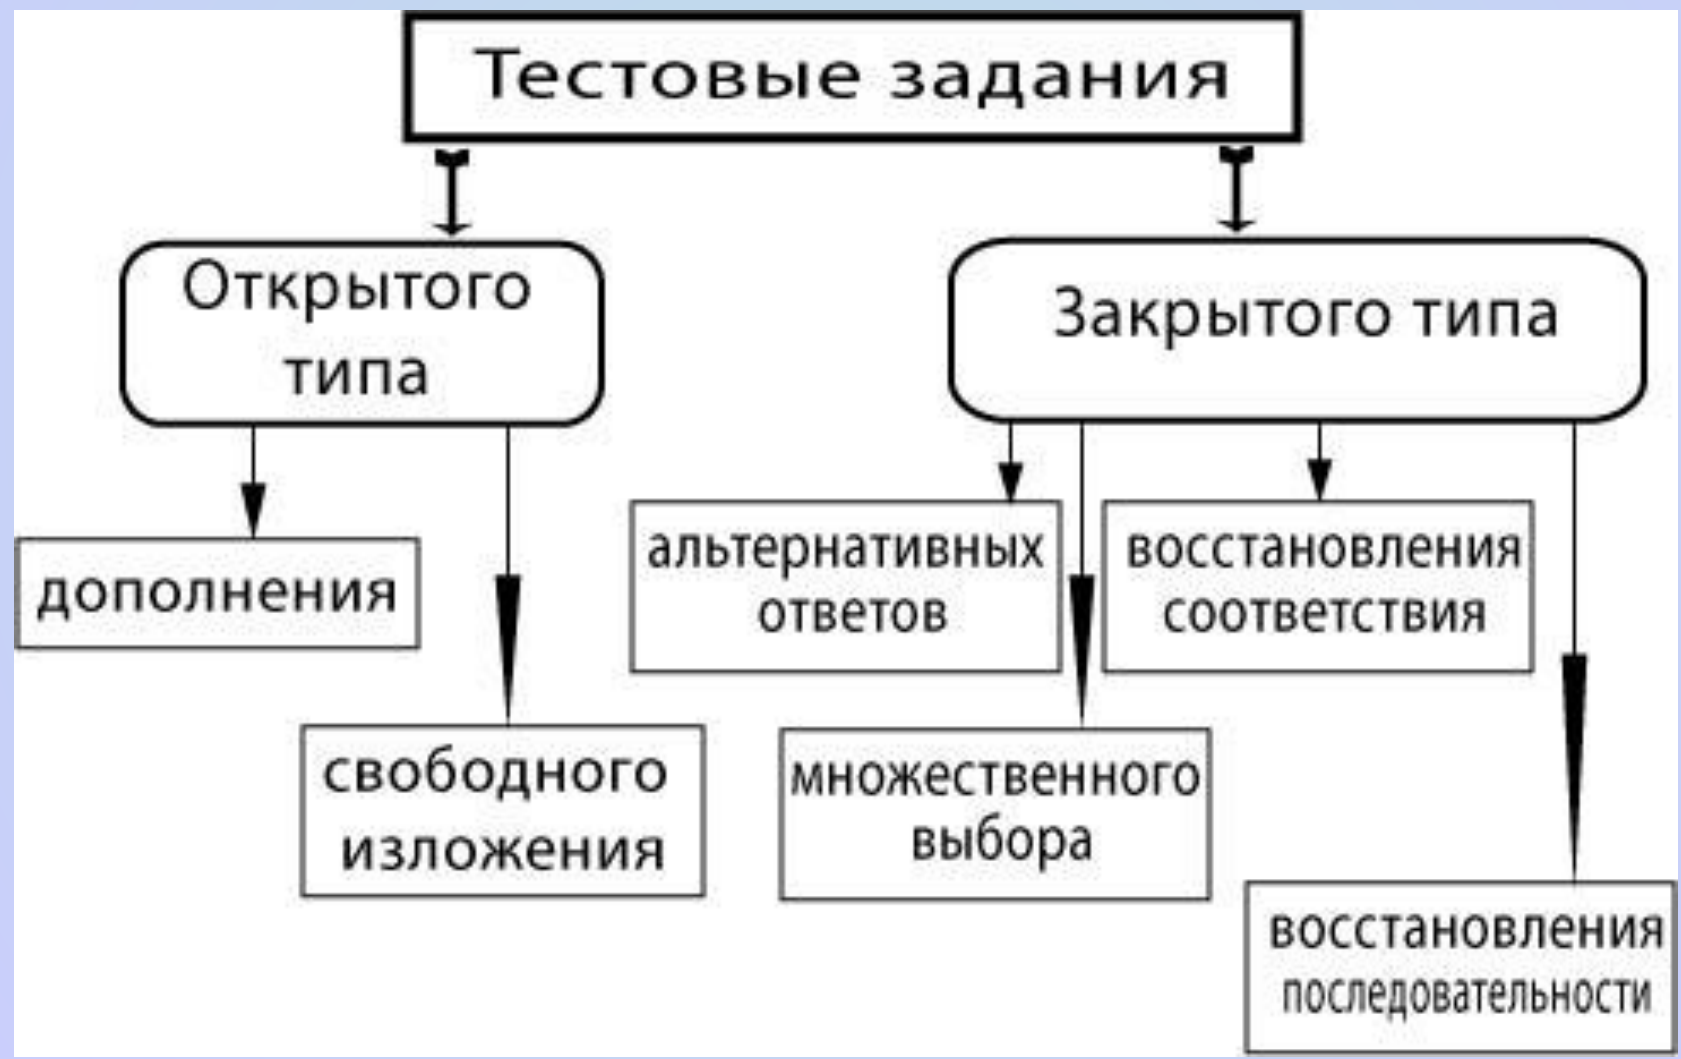 Тестовые задания
Открытого
типа
Закрытого типа
дополнения
свободного
изложения
альтернативных
ответов
множественного
выбора
восстановления
соответствия
восстановления
последовательности